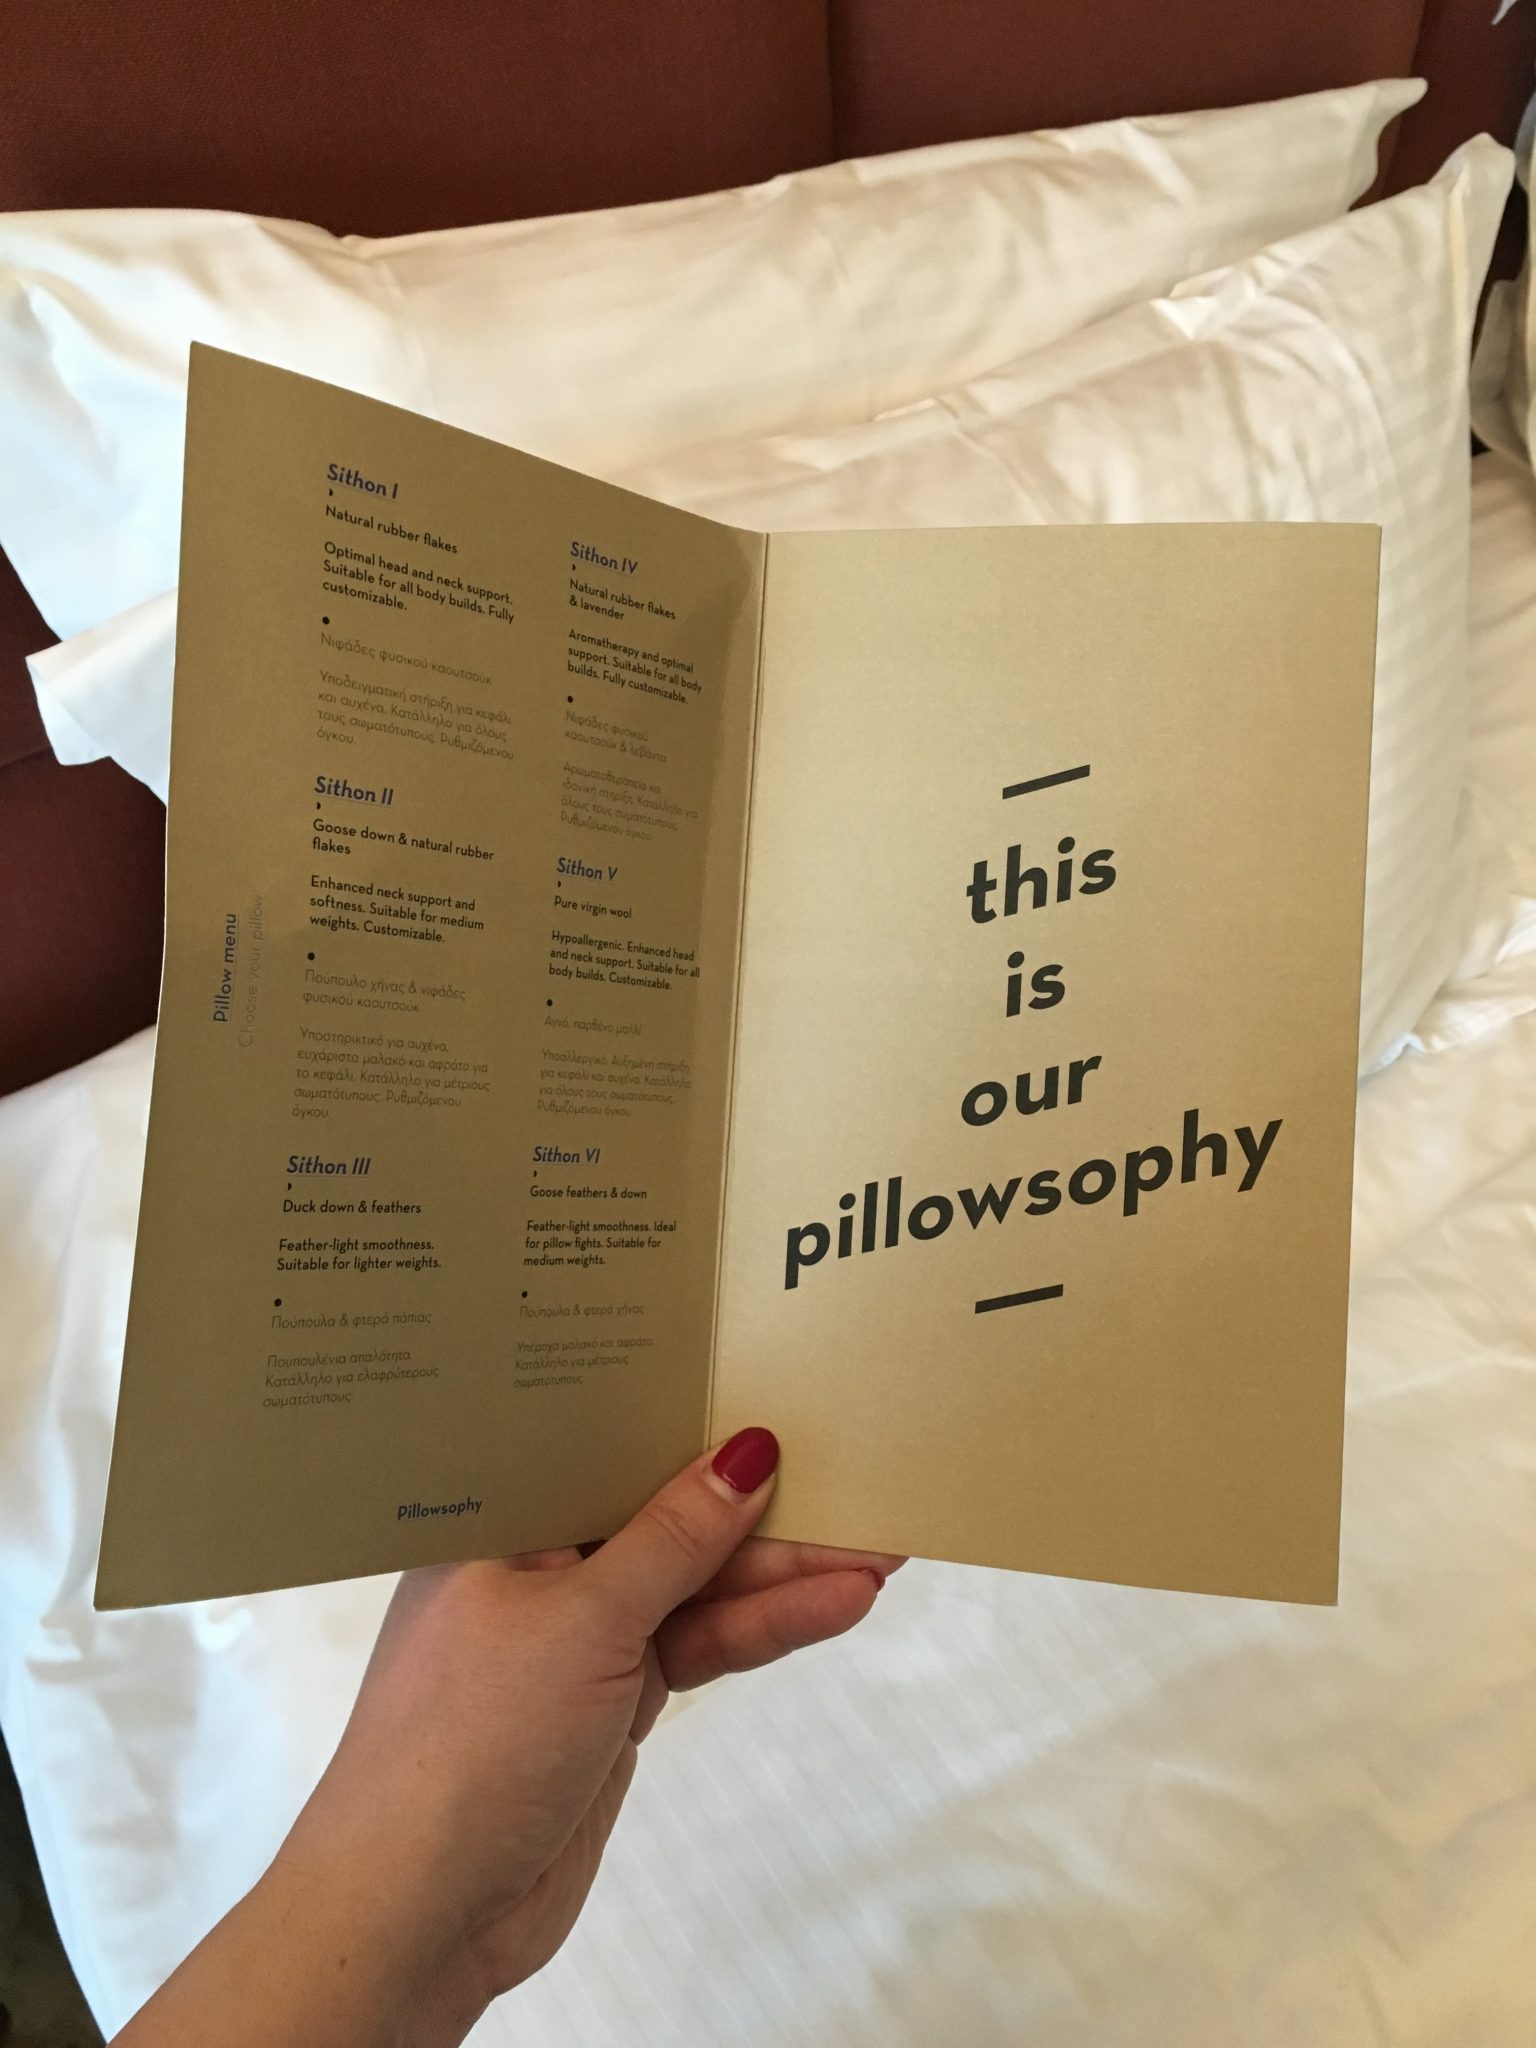 Pillow menu
Choose your pillow
Sithon I
Natural rubber flakes
Optimal head and neck support.
Suitable for all body builds. Fully
customizable.
Νιφάδες φυσικού καουτσούκ
Υποδειγματική στήριξη για κεφάλι
και αυχένα. Κατάλληλο για όλους
τους σωματότυπους. Ρυθμιζόμενου
όγκου.
Sithon II
Goose down & natural rubber
flakes
Enhanced neck support and
softness. Suitable for medium
weights. Customizable.
Πούπουλο χήνας & νιφάδες
φυσικού καουτσούκ
Υποστηρικτικό για αυχένα,
ευχάριστα μαλακό και αφράτο για
το κεφάλι. Κατάλληλο για μέτριους
σωματότυπους. Ρυθμιζόμενου
όγκου.
Sithon III
Duck down & feathers
Feather-light smoothness.
Suitable for lighter weights.
Πούπουλα & φτερά πάπιας
Πουπουλένια απαλότητα.
Κατάλληλο για ελαφρύτερους
σωματότυπους.
Sithon IV
Natural rubber flakes
& lavender
Aromatherapy and optimal
support. Suitable for all body
builds. Fully customizable.
Νιφάδες φυσικού
καουτσούκ & λεβάντα
Αρωματοθεραπεία και
ιδανική στήριξη. Κατάλληλο για
όλους τους σωματότυπους.
Ρυθμιζόμενου όγκου.
Sithon V
Pure virgin wool
Hypoallergenic. Enhanced head
and neck support. Suitable for all
body builds. Customizable.
Αγνό, παρθένο μαλλί
Υποαλλεργικό. Αυξημένη στήριξη
για κεφάλι και αυχένα. Κατάλληλο
για όλους τους σωματότυπους.
Ρυθμιζόμενου όγκου.
Sithon VI
Goose feathers & down
Feather-light smoothness. Ideal
for pillow fights. Suitable for
medium weights.
Πούπουλα & φτερά χήνας
Υπέροχα μαλακό και αφράτο.
Κατάλληλο για μέτριους
σωματότυπους.
Pillowsophy
this
is
our
pillowsophy